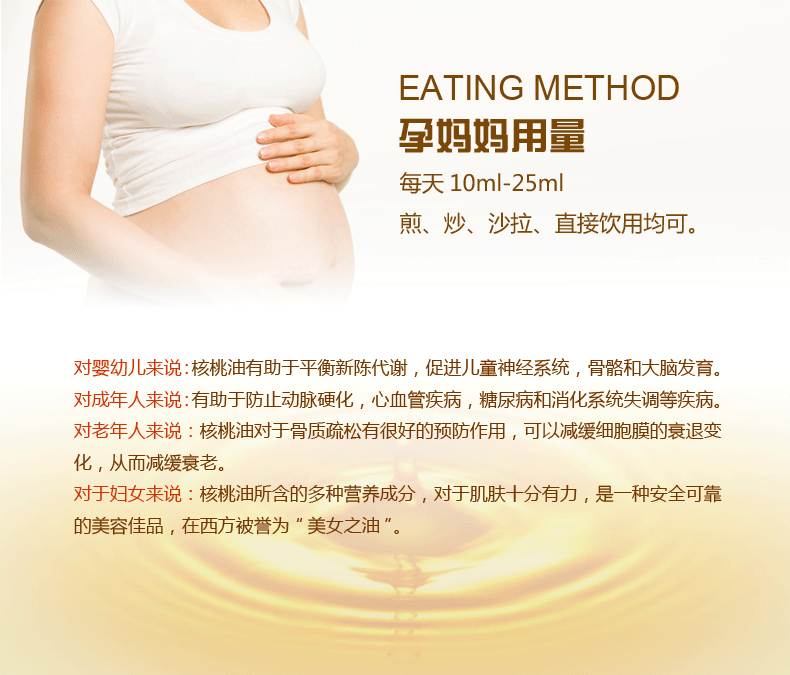 EATING METHOD
孕妈妈用量
每天 10ml-25ml
煎、炒、沙拉、直接饮用均可。
对婴幼儿来说:核桃油有助于平衡新陈代谢，促进儿童神经系统，骨骼和大脑发育。
对成年人来说:有助于防止动脉硬化，心血管疾病，糖尿病和消化系统失调等疾病。
对老年人来说：核桃油对于骨质疏松有很好的预防作用，可以减缓细胞膜的衰退变
化，从而减缓衰老。
对于妇女来说：核桃油所含的多种营养成分，对于肌肤十分有力，是一种安全可靠
的美容佳品，在西方被誉为“美女之油”。